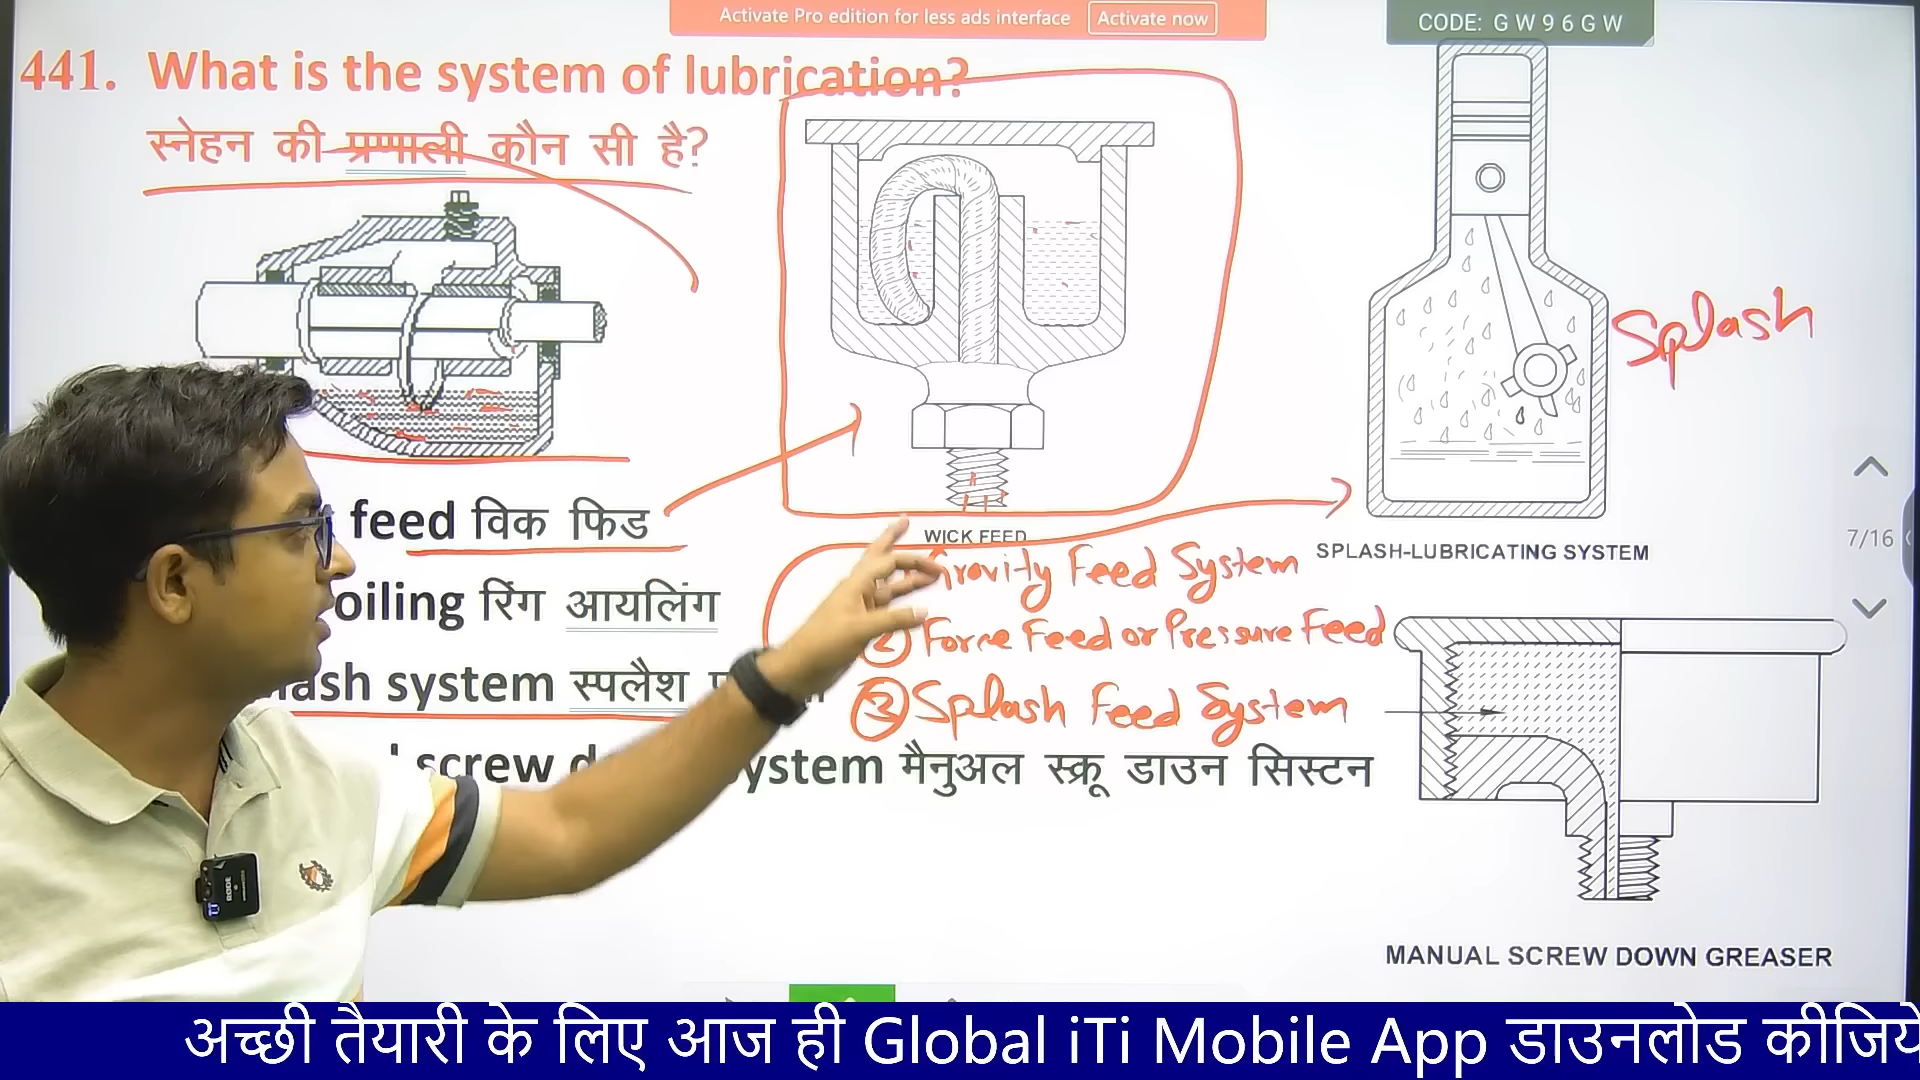 Activate Pro edition for less ads interface Activate now
CODE: G W 9 6 G W
441. What is the system of lubrication?
स्नेहन की प्रणाली कौन सी है?
Splash
feed विक फिड
WICK FEED
SPLASH-LUBRICATING SYSTEM
7/16
Gravity Feed System
oiling रिंग आयलिंग
2 Force Feed or Pressure Feed
system स्पलैश
3 Splash Feed System
screw मैनुअल स्क्रू डाउन सिस्टन
MANUAL SCREW DOWN GREASER
RODE
अच्छी तैयारी के लिए आज ही Global iTi Mobile App डाउनलोड कीजिये